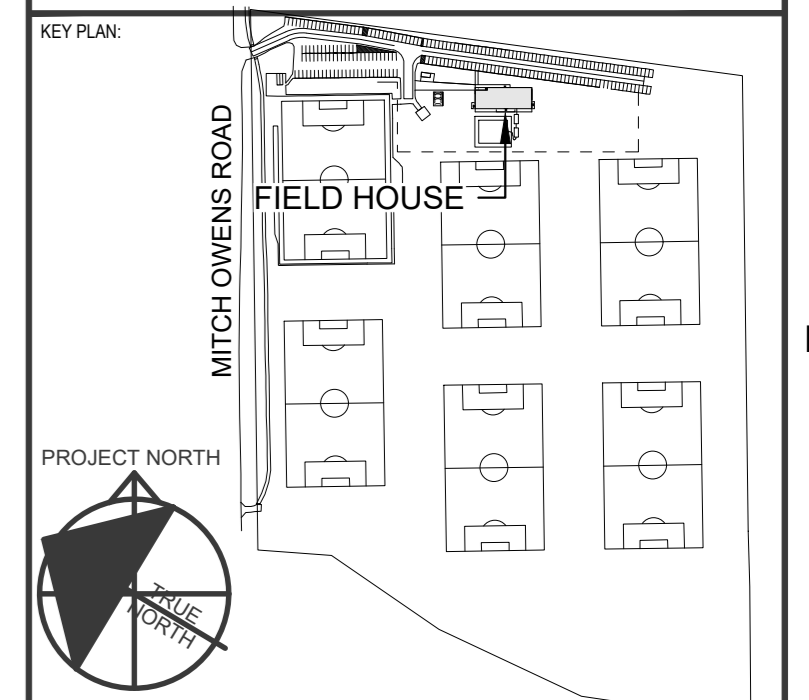 KEY PLAN:
MITCH OWENS ROAD
FIELD HOUSE
PROJECT NORTH
TRUE
NORTH